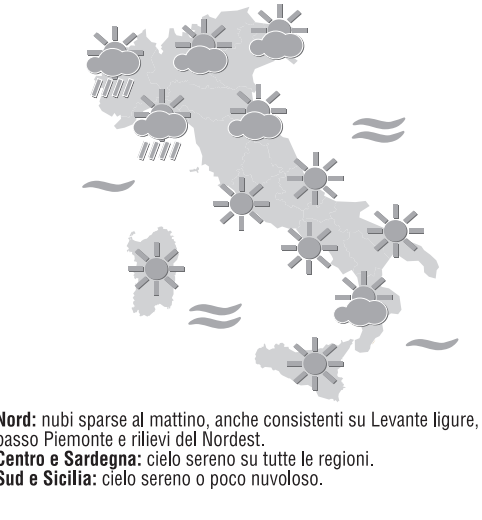 Nord: nubi sparse al mattino, anche consistenti su Levante ligure,
basso Piemonte e rilievi del Nordest.
Centro e Sardegna: cielo sereno su tutte le regioni.
Sud e Sicilia: cielo sereno o poco nuvoloso.